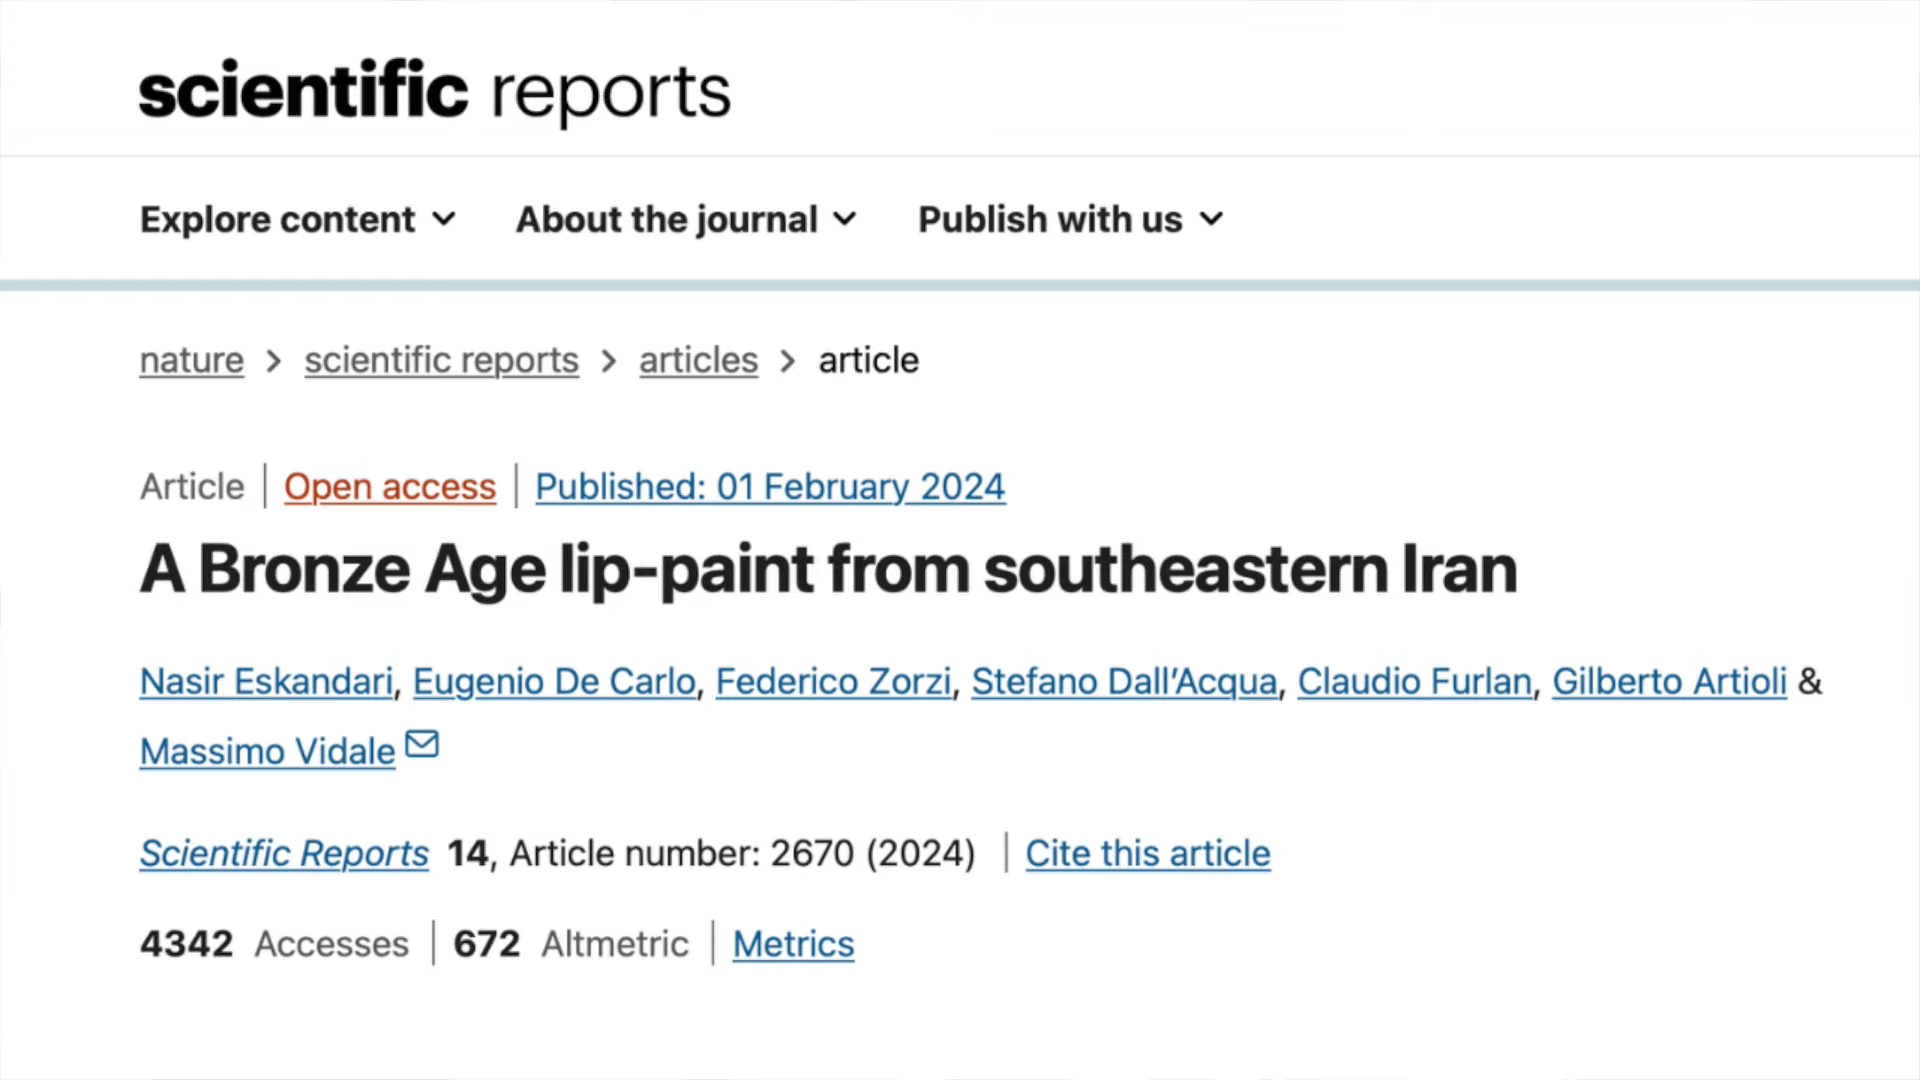 scientific reports
Explore content About the journal Publish with us
nature > scientific reports > articles > article
Article | Open access | Published: 01 February 2024
A Bronze Age lip-paint from southeastern Iran
Nasir Eskandari, Eugenio De Carlo, Federico Zorzi, Stefano Dall’Acqua, Claudio Furlan, Gilberto Artioli &
Massimo Vidale
Scientific Reports 14, Article number: 2670 (2024) | Cite this article
4342 Accesses | 672 Altmetric | Metrics